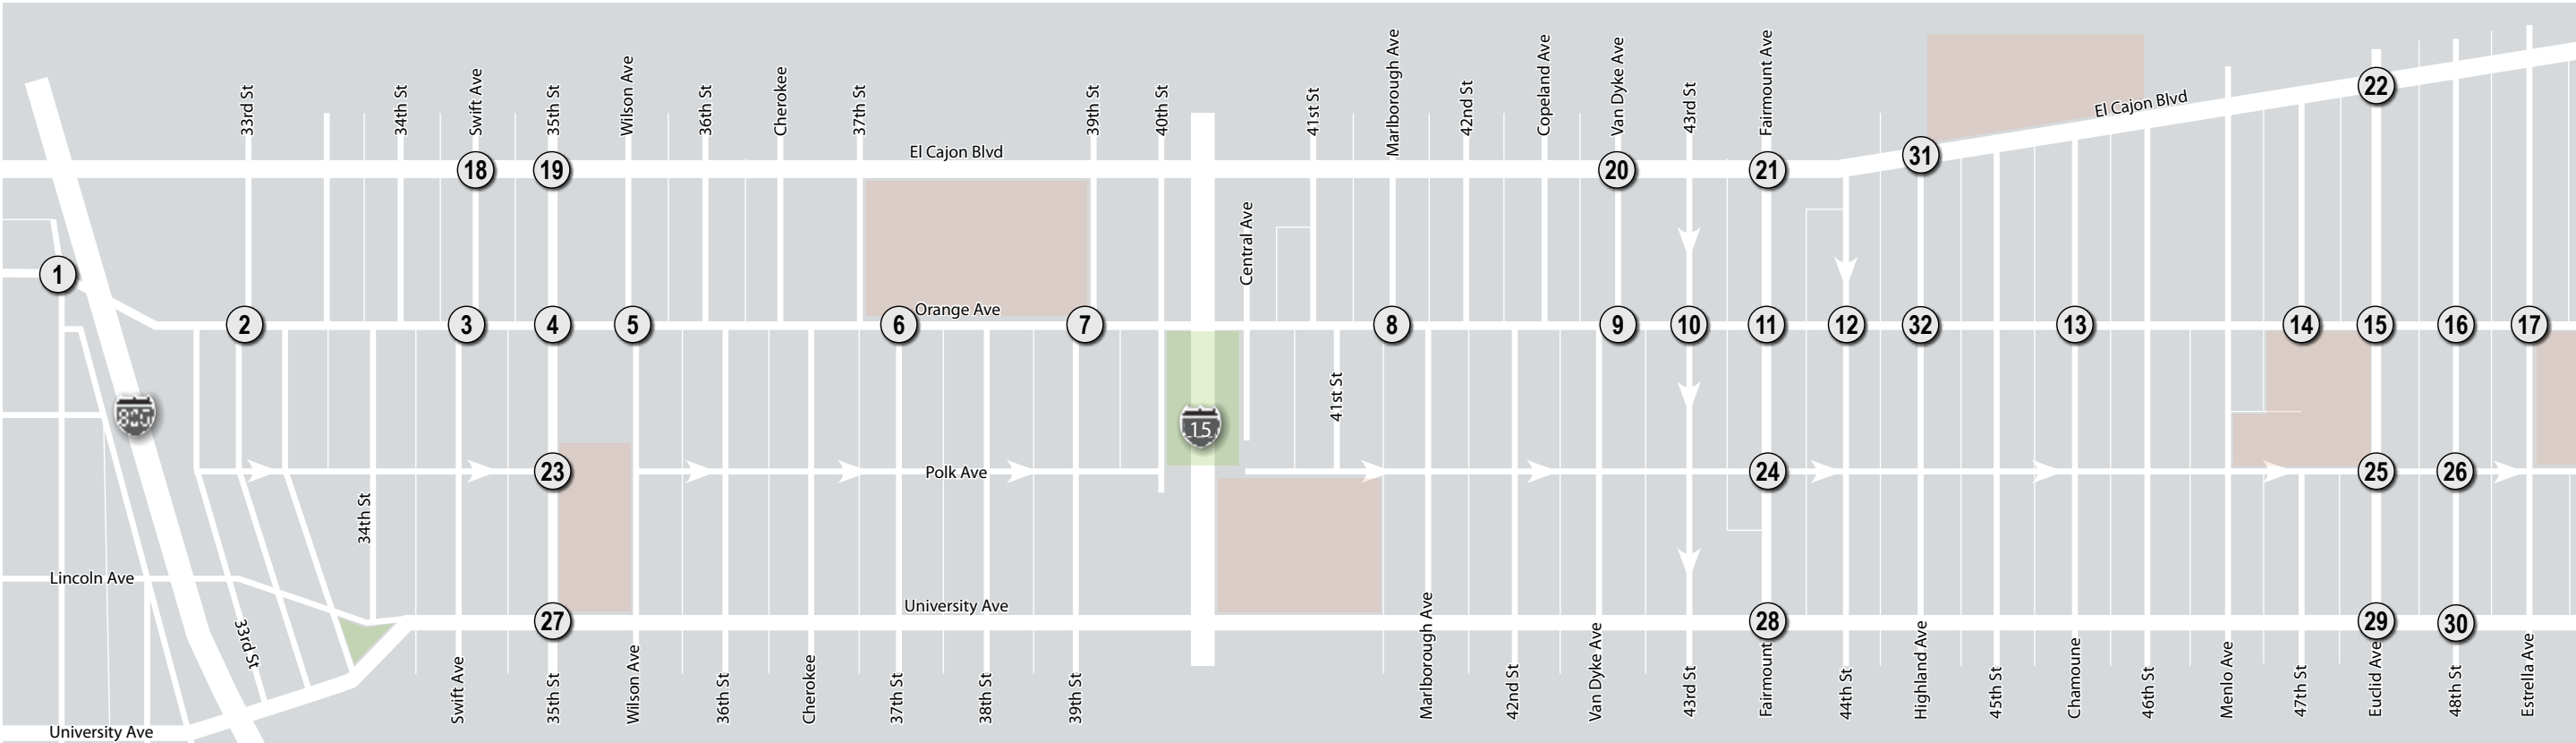 33rd St
34th St
Swift Ave
35th St
Wilson Ave
36th St
Cherokee
37th St
39th St
40th St
41st St
Marlborough Ave
42nd St
Copeland Ave
Van Dyke Ave
43rd St
Fairmount Ave
El Cajon Blvd
El Cajon Blvd
22
18
19
20
21
31
Central Ave
1
Orange Ave
2
3
4
5
6
7
8
9
10
11
12
32
13
14
15
16
17
805
15
41st St
34th St
Polk Ave
23
24
25
26
Lincoln Ave
University Ave
27
28
29
30
33rd St
Swift Ave
35th St
Wilson Ave
36th St
Cherokee
37th St
38th St
39th St
Marlborough Ave
42nd St
Van Dyke Ave
43rd St
Fairmount
44th St
Highland Ave
45th St
Chamoune
46th St
Menlo Ave
47th St
Euclid Ave
48th St
Estrella Ave
University Ave